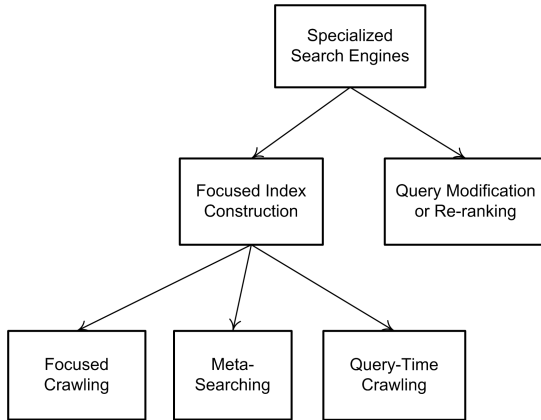 Specialized
Search Engines
Focused Index
Construction
Query Modification
or Re-ranking
Focused
Crawling
Meta-
Searching
Query-Time
Crawling